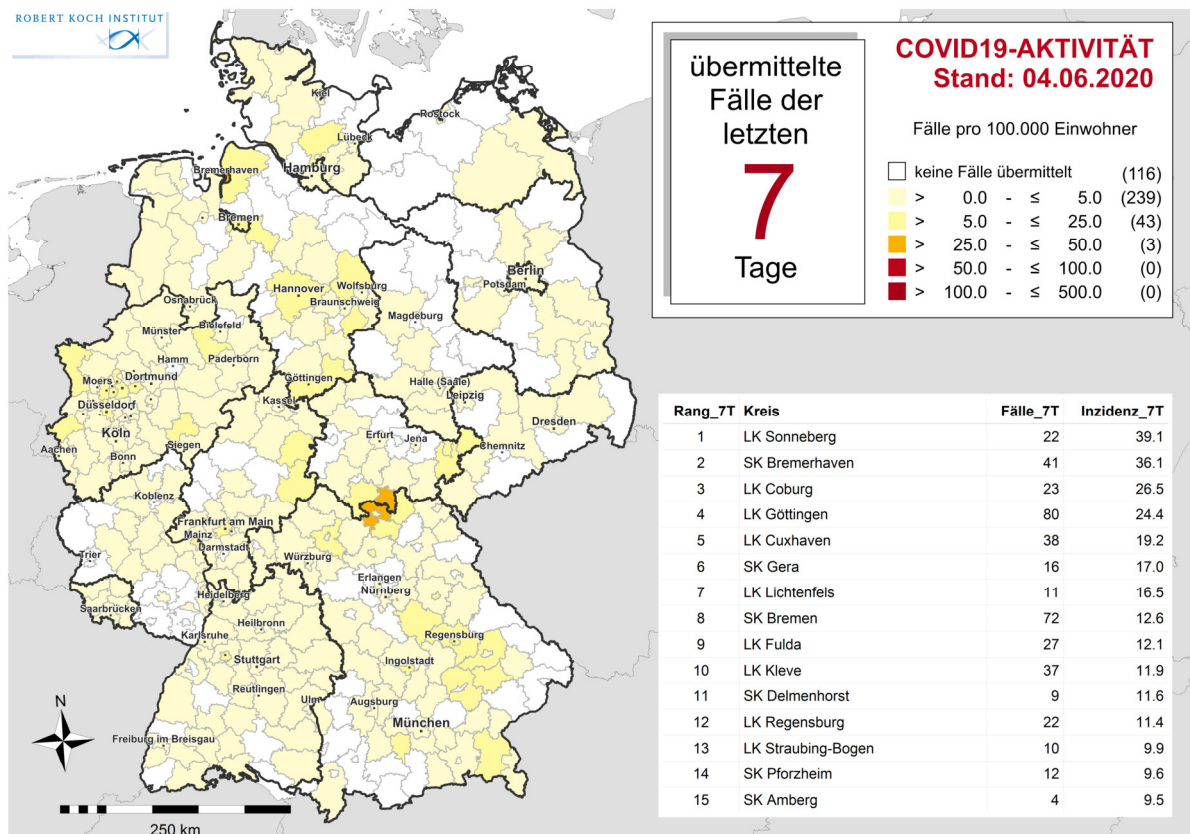 ROBERT KOCH INSTITUT
übermittelte
Fälle der
letzten
7
Tage
COVID19-AKTIVITÄT
Stand: 04.06.2020
Fälle pro 100.000 Einwohner
keine Fälle übermittelt (116)
> 0.0 - ≤ 5.0 (239)
> 5.0 - ≤ 25.0 (43)
> 25.0 - ≤ 50.0 (3)
> 50.0 - ≤ 100.0 (0)
> 100.0 - ≤ 500.0 (0)
Kiel
Rostock
Lübeck
Hamburg
Bremerhaven
Bremen
Berlin
Potsdam
Hannover
Wolfsburg
Braunschweig
Osnabrück
Magdeburg
Bielefeld
Münster
Hamm
Paderborn
Moers
Dortmund
Göttingen
Halle (Saale)
Kassel
Leipzig
Düsseldorf
Dresden
Köln
Erfurt
Jena
Siegen
Chemnitz
Aachen
Bonn
Koblenz
Frankfurt am Main
Mainz
Darmstadt
Trier
Würzburg
Erlangen
Nürnberg
Heidelberg
Saarbrücken
Heilbronn
Karlsruhe
Regensburg
Stuttgart
Ingolstadt
Reutlingen
Ulm
Augsburg
München
Freiburg im Breisgau
N
250 km
Rang_7T Kreis Fälle_7T Inzidenz_7T
1 LK Sonneberg 22 39.1
2 SK Bremerhaven 41 36.1
3 LK Coburg 23 26.5
4 LK Göttingen 80 24.4
5 LK Cuxhaven 38 19.2
6 SK Gera 16 17.0
7 LK Lichtenfels 11 16.5
8 SK Bremen 72 12.6
9 LK Fulda 27 12.1
10 LK Kleve 37 11.9
11 SK Delmenhorst 9 11.6
12 LK Regensburg 22 11.4
13 LK Straubing-Bogen 10 9.9
14 SK Pforzheim 12 9.6
15 SK Amberg 4 9.5